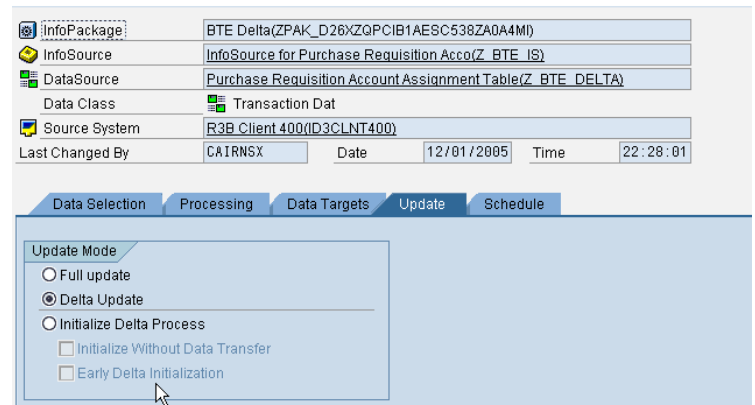 InfoPackage BTE Delta(ZPAK_D26XZQPCIB1AESC538ZA0A4MI)
InfoSource InfoSource for Purchase Requisition Acco(Z_BTE_IS)
DataSource Purchase Requisition Account Assignment Table(Z_BTE_DELTA)
Data Class Transaction Dat
Source System R3B Client 400(ID3CLNT400)
Last Changed By CAIRNSX Date 12/01/2005 Time 22:28:01
Data Selection Processing Data Targets Update Schedule
Update Mode
Full update
Delta Update
Initialize Delta Process
Initialize Without Data Transfer
Early Delta Initialization